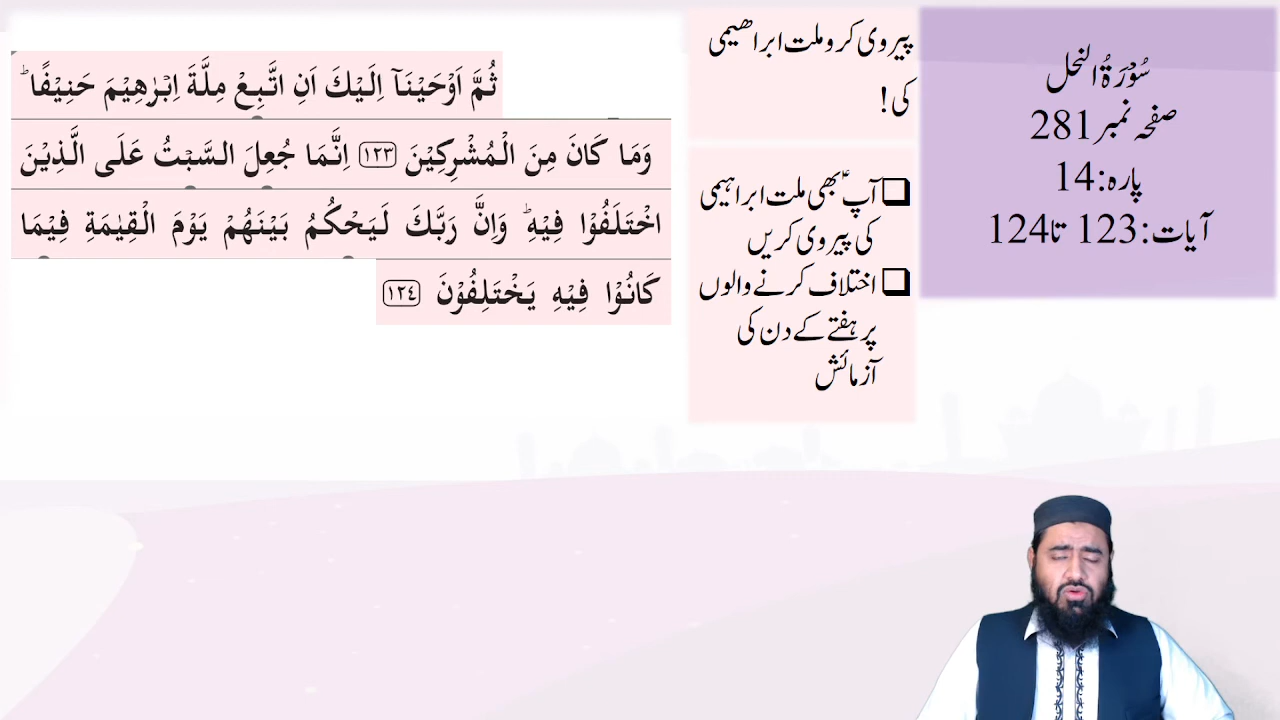 سُوْرَةُ النحل
صفحہ نمبر 281
پارہ: 14
آیات: 123 تا 124
پیروی کرو ملت ابراھیمی
کی!
❑ آپؑ بھی ملت ابراہیمی
کی پیروی کریں
❑ اختلاف کرنے والوں
پر ہفتے کے دن کی
آزمائش
ثُمَّ اَوْحَيْنَآ اِلَيْكَ اَنِ اتَّبِعْ مِلَّةَ اِبْرٰهِيْمَ حَنِيْفًا ۭ
وَمَا كَانَ مِنَ الْمُشْرِكِيْنَ ١٢٣ اِنَّمَا جُعِلَ السَّبْتُ عَلَى الَّذِيْنَ
اخْتَلَفُوْا فِيْهِ ۭ وَاِنَّ رَبَّكَ لَيَحْكُمُ بَيْنَهُمْ يَوْمَ الْقِيٰمَةِ فِيْمَا
كَانُوْا فِيْهِ يَخْتَلِفُوْنَ ١٢٤